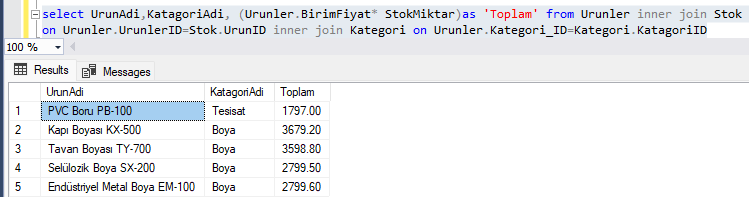 select UrunAdi,KatagoriAdi, (Urunler.BirimFiyat* StokMiktar)as 'Toplam' from Urunler inner join Stok
on Urunler.UrunlerID=Stok.UrunID inner join Kategori on Urunler.Kategori_ID=Kategori.KatagoriID
100 %
Results Messages
UrunAdi KatagoriAdi Toplam
1 PVC Boru PB-100 Tesisat 1797.00
2 Kapı Boyası KX-500 Boya 3679.20
3 Tavan Boyası TY-700 Boya 3598.80
4 Selülozik Boya SX-200 Boya 2799.50
5 Endüstriyel Metal Boya EM-100 Boya 2799.60